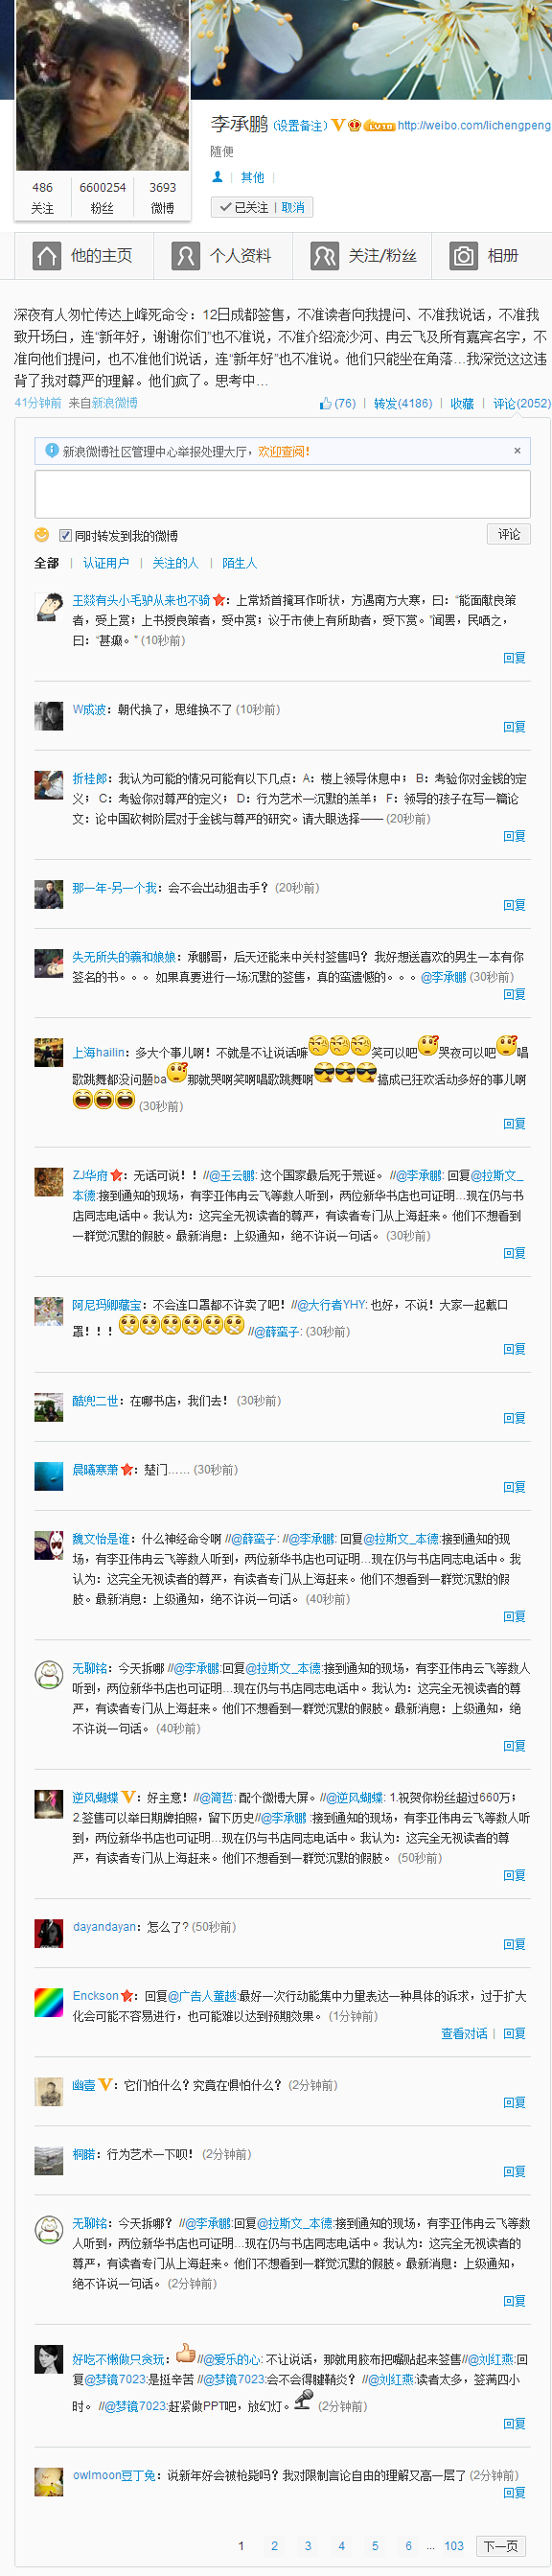 李承鹏 (设置备注) LV10 http://weibo.com/lichengpeng
随便
其他
486 6600254 3693
关注 粉丝 微博
已关注 | 取消
他的主页 个人资料 关注/粉丝 相册
深夜有人匆忙传达上峰死命令：12日成都签售，不准读者向我提问、不准我说话，不准我
致开场白，连“新年好，谢谢你们”也不准说，不准介绍流沙河、冉云飞及所有嘉宾名字，不
准向他们提问，也不准他们说话，连“新年好”也不准说。他们只能坐在角落…我深觉这这违
背了我对尊严的理解。他们疯了。思考中…
41分钟前 来自新浪微博 (76) | 转发(4186) | 收藏 | 评论(2052)
新浪微博社区管理中心举报处理大厅，欢迎查阅！ ×
同时转发到我的微博 评论
全部 | 认证用户 | 关注的人 | 陌生人
王燚有头小毛驴从来也不骑：上常矫首掩耳作听状，方遇南方大寒，曰：“能面献良策
者，受上赏；上书授良策者，受中赏；议于市使上有所助者，受下赏。”闻罢，民哂之，
曰：“甚癫。” (10秒前)
回复
W成波：朝代换了，思维换不了 (10秒前)
回复
折桂郎：我认为可能的情况可能有以下几点：A：楼上领导休息中； B：考验你对金钱的定
义； C：考验你对尊严的定义； D：行为艺术—沉默的羔羊； F：领导的孩子在写一篇论
文：论中国砍树阶层对于金钱与尊严的研究。请大眼选择—— (20秒前)
回复
那一年-另一个我：会不会出动狙击手？ (20秒前)
回复
失无所失的羲和娘娘：承鹏哥，后天还能来中关村签售吗？我好想送喜欢的男生一本有你
签名的书。。。 如果真要进行一场沉默的签售，真的蛮遗憾的。。。@李承鹏 (30秒前)
回复
上海hailin：多大个事儿啊！不就是不让说话嘛笑可以吧哭夜可以吧唱
歌跳舞都没问题ba那就哭啊笑啊唱歌跳舞啊搞成已狂欢活动多好的事儿啊
(30秒前)
回复
ZJ华府：无话可说！！//@王云鹏: 这个国家最后死于荒诞。 //@李承鹏: 回复@拉斯文_
本德:接到通知的现场，有李亚伟冉云飞等数人听到，两位新华书店也可证明…现在仍与书
店同志电话中。我认为：这完全无视读者的尊严，有读者专门从上海赶来。他们不想看到
一群觉沉默的假肢。最新消息：上级通知，绝不许说一句话。 (30秒前)
回复
阿尼玛卿藏宝：不会连口罩都不许卖了吧！//@大行者YHY: 也好，不说！大家一起戴口
罩！！！ //@薛蛮子: (30秒前)
回复
酷兜二世：在哪书店，我们去！ (30秒前)
回复
晨曦寒萧：楚门…… (30秒前)
回复
魏文怡是谁：什么神经命令啊 //@薛蛮子: //@李承鹏: 回复@拉斯文_本德:接到通知的现
场，有李亚伟冉云飞等数人听到，两位新华书店也可证明…现在仍与书店同志电话中。我
认为：这完全无视读者的尊严，有读者专门从上海赶来。他们不想看到一群觉沉默的假
肢。最新消息：上级通知，绝不许说一句话。 (40秒前)
回复
无聊铭：今天拆哪 //@李承鹏:回复@拉斯文_本德:接到通知的现场，有李亚伟冉云飞等数人
听到，两位新华书店也可证明…现在仍与书店同志电话中。我认为：这完全无视读者的尊
严，有读者专门从上海赶来。他们不想看到一群觉沉默的假肢。最新消息：上级通知，绝
不许说一句话。 (40秒前)
回复
逆风蝴蝶：好主意！//@简哲: 配个微博大屏。//@逆风蝴蝶: 1.祝贺你粉丝超过660万；
2.签售可以举日期牌拍照，留下历史//@李承鹏 :接到通知的现场，有李亚伟冉云飞等数人听
到，两位新华书店也可证明…现在仍与书店同志电话中。我认为：这完全无视读者的尊
严，有读者专门从上海赶来。他们不想看到一群觉沉默的假肢。 (50秒前)
回复
dayandayan：怎么了? (50秒前)
回复
Enckson：回复@广告人董越:最好一次行动能集中力量表达一种具体的诉求，过于扩大
化会可能不容易进行，也可能难以达到预期效果。 (1分钟前)
查看对话 | 回复
幽壹：它们怕什么？究竟在惧怕什么？ (2分钟前)
回复
桐喏：行为艺术一下呗！ (2分钟前)
回复
无聊铭：今天拆哪？ //@李承鹏:回复@拉斯文_本德:接到通知的现场，有李亚伟冉云飞等数
人听到，两位新华书店也可证明…现在仍与书店同志电话中。我认为：这完全无视读者的
尊严，有读者专门从上海赶来。他们不想看到一群觉沉默的假肢。最新消息：上级通知，
绝不许说一句话。 (2分钟前)
回复
好吃不懒做只贪玩：//@爱乐的心: 不让说话，那就用胶布把嘴贴起来签售//@刘红燕:回
复@梦镜7023:是挺辛苦 //@梦镜7023:会不会得腱鞘炎？ //@刘红燕:读者太多，签满四小
时。 //@梦镜7023:赶紧做PPT吧，放幻灯。 (2分钟前)
回复
owlmoon豆丁兔：说新年好会被枪毙吗？我对限制言论自由的理解又高一层了 (2分钟前)
回复
1 2 3 4 5 6 ... 103 下一页